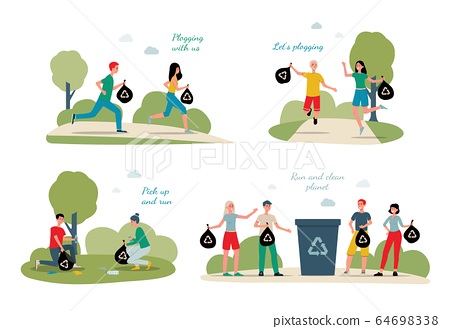 Plogging
with us
Let's plogging
Pick up
and run
Run and clean
planet
PIXTA
64698338